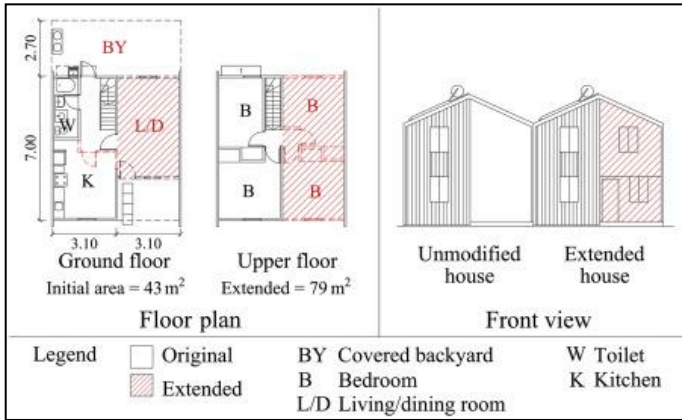 2.70
BY
7.00
W
L/D
K
B
B
B
B
3.10 3.10
Ground floor
Initial area = 43 m²
Upper floor
Extended = 79 m²
Floor plan
Unmodified
house
Extended
house
Front view
Legend
Original
Extended
BY Covered backyard
B Bedroom
L/D Living/dining room
W Toilet
K Kitchen